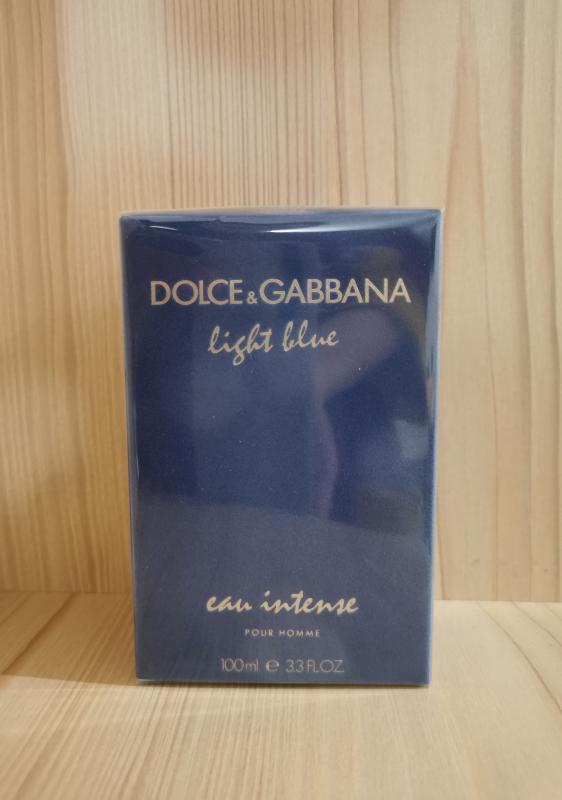 DOLCE&GABBANA
light blue
eau intense
POUR HOMME
100ml e 3.3 FL.OZ